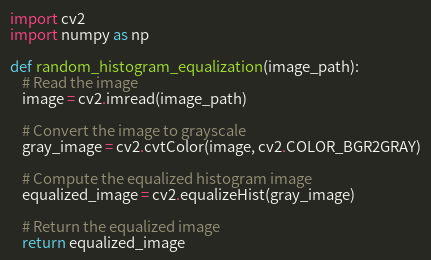 import cv2
import numpy as np

def random_histogram_equalization(image_path):
    # Read the image
    image = cv2.imread(image_path)

    # Convert the image to grayscale
    gray_image = cv2.cvtColor(image, cv2.COLOR_BGR2GRAY)

    # Compute the equalized histogram image
    equalized_image = cv2.equalizeHist(gray_image)

    # Return the equalized image
    return equalized_image